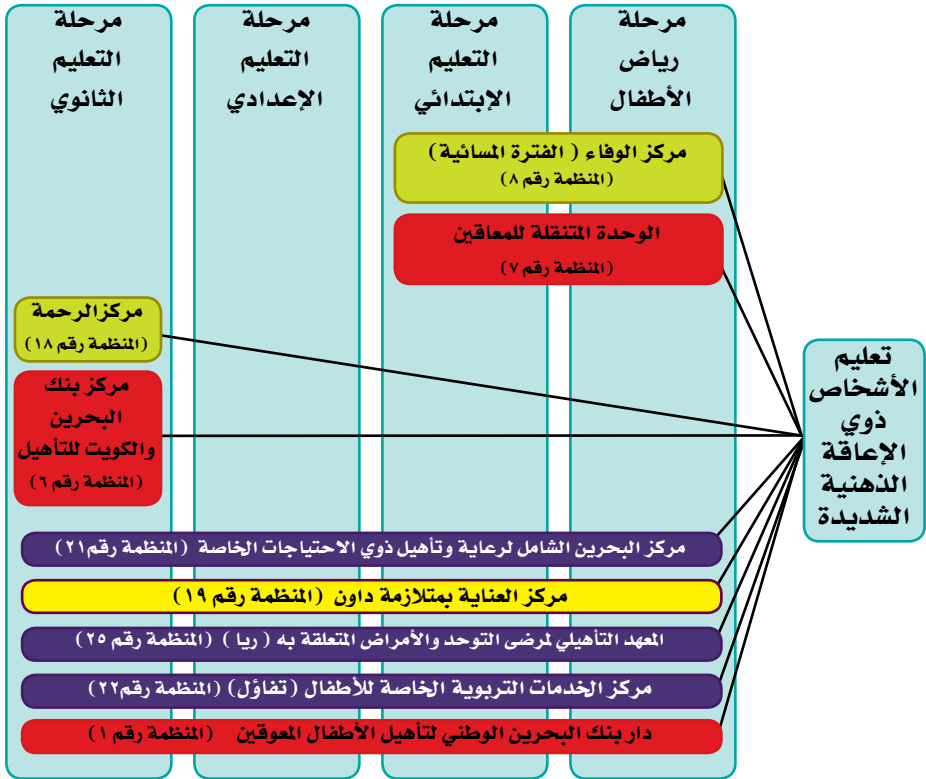 مرحلة
رياض
الأطفال
مرحلة
التعليم
الإبتدائي
مرحلة
التعليم
الإعدادي
مرحلة
التعليم
الثانوي
مركز الوفاء ( الفترة المسائية )
(المنظمة رقم ٨)
الوحدة المتنقلة للمعاقين
(المنظمة رقم ٧)
مركزالرحمة
(المنظمة رقم ١٨)
مركز بنك
البحرين
والكويت للتأهيل
(المنظمة رقم ٦)
تعليم
الأشخاص
ذوي
الإعاقة
الذهنية
الشديدة
مركز البحرين الشامل لرعاية وتأهيل ذوي الاحتياجات الخاصة (المنظمة رقم٢١)
مركز العناية بمتلازمة داون (المنظمة رقم ١٩)
المعهد التأهيلي لمرضى التوحد والأمراض المتعلقة به ( ريا ) (المنظمة رقم ٢٥)
مركز الخدمات التربوية الخاصة للأطفال (تفاؤل) (المنظمة رقم٢٢)
دار بنك البحرين الوطني لتأهيل الأطفال المعوقين (المنظمة رقم ١)